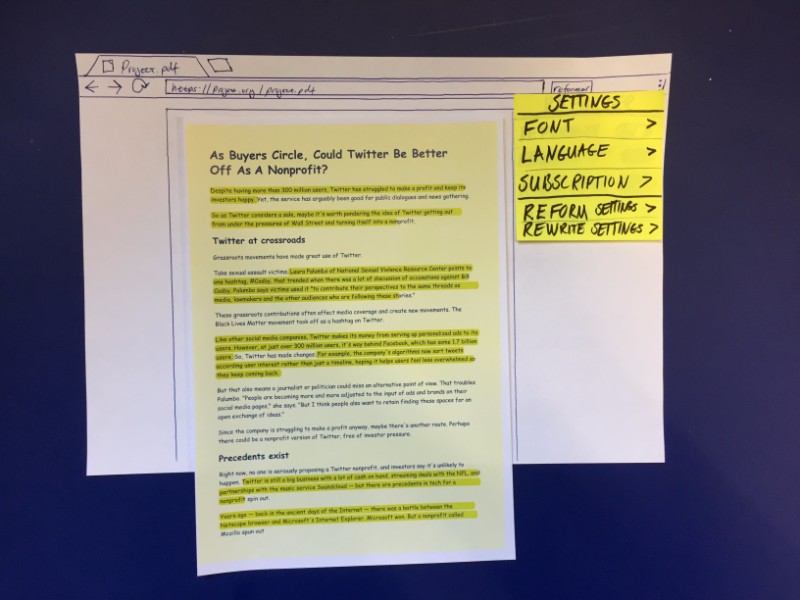 Project.pdf
https://project.org/project.pdf
reformer
SETTINGS
FONT >
LANGUAGE >
SUBSCRIPTION >
REFORM SETTINGS >
REWRITE SETTINGS >
As Buyers Circle, Could Twitter Be Better
Off As A Nonprofit?
Despite having more than 300 million users, Twitter has struggled to make a profit and keep its
investors happy. Yet, the service has arguably been good for public dialogues and news gathering.
So as Twitter considers a sale, maybe it's worth pondering the idea of Twitter getting out
from under the pressures of Wall Street and turning itself into a nonprofit.
Twitter at crossroads
Grassroots movements have made great use of Twitter.
Take sexual assault victims. Laura Palumbo of National Sexual Violence Resource Center points to
one hashtag, #Cosby, that trended when there was a lot of discussion of accusations against Bill
Cosby. Palumbo says victims used it "to contribute their perspectives to the same threads as
media, lawmakers and the other audiences who are following these stories."
These grassroots contributions often affect media coverage and create new movements. The
Black Lives Matter movement took off as a hashtag on Twitter.
Like other social media companies, Twitter makes its money from serving up personalized ads to its
users. However, at just over 300 million users, it's way behind Facebook, which has some 1.7 billion
users. So, Twitter has made changes. For example, the company's algorithms now sort tweets
according user interest rather than just a timeline, hoping it helps users feel less overwhelmed so
they keep coming back.
But that also means a journalist or politician could miss an alternative point of view. That troubles
Palumbo. "People are becoming more and more adjusted to the input of ads and brands on their
social media pages," she says. "But I think people also want to retain finding these spaces for an
open exchange of ideas."
Since the company is struggling to make a profit anyway, maybe there's another route. Perhaps
there could be a nonprofit version of Twitter, free of investor pressure.
Precedents exist
Right now, no one is seriously proposing a Twitter nonprofit, and investors say it's unlikely to
happen. Twitter is still a big business with a lot of cash on hand, streaming deals with the NFL, and
partnerships with the music service Soundcloud — but there are precedents in tech for a
nonprofit spin out.
Years ago — back in the ancient days of the Internet — there was a battle between the
Netscape browser and Microsoft's Internet Explorer. Microsoft won. But a nonprofit called
Mozilla spun out